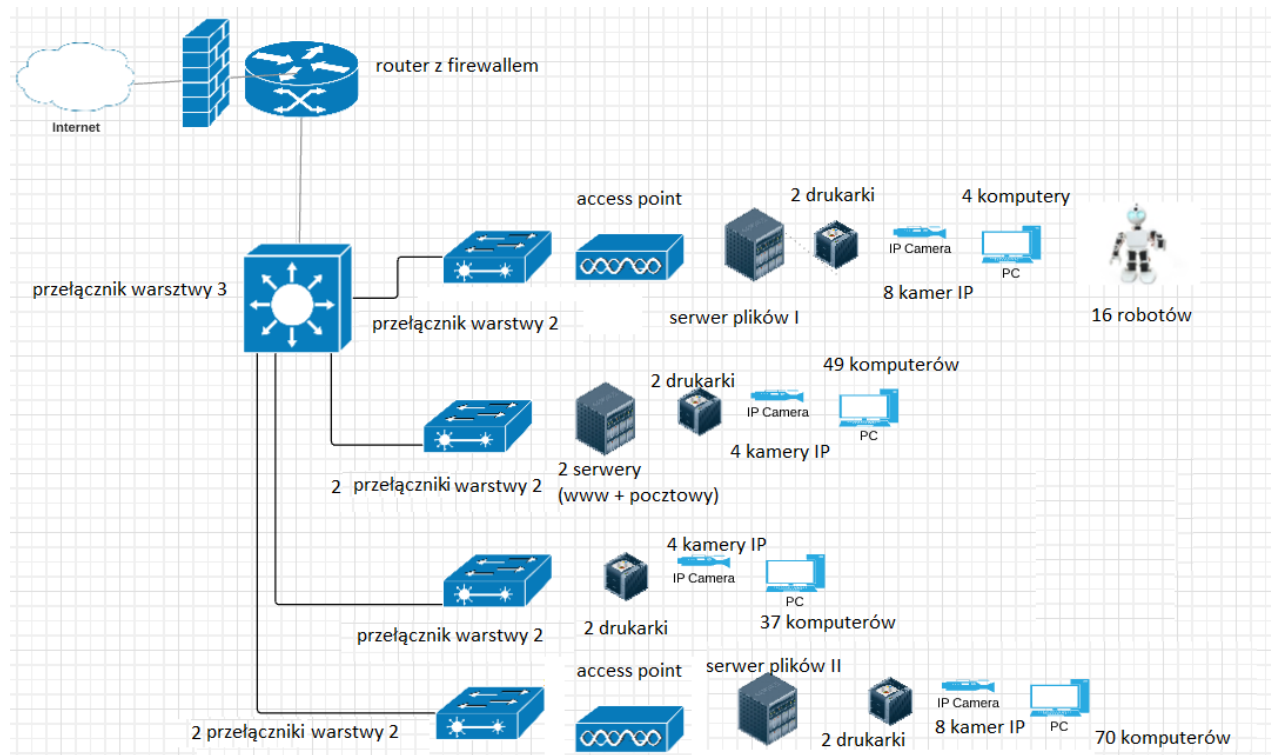 Internet
router z firewallem
access point
2 drukarki
4 komputery
IP Camera
PC
przełącznik warsztwy 3
przełącznik warstwy 2
serwer plików I
8 kamer IP
16 robotów
49 komputerów
2 drukarki
IP Camera
PC
4 kamery IP
2 przełączniki warstwy 2
2 serwery
(www + pocztowy)
4 kamery IP
IP Camera
PC
przełącznik warstwy 2
2 drukarki
37 komputerów
access point
serwer plików II
IP Camera
PC
2 przełączniki warstwy 2
2 drukarki
8 kamer IP
70 komputerów